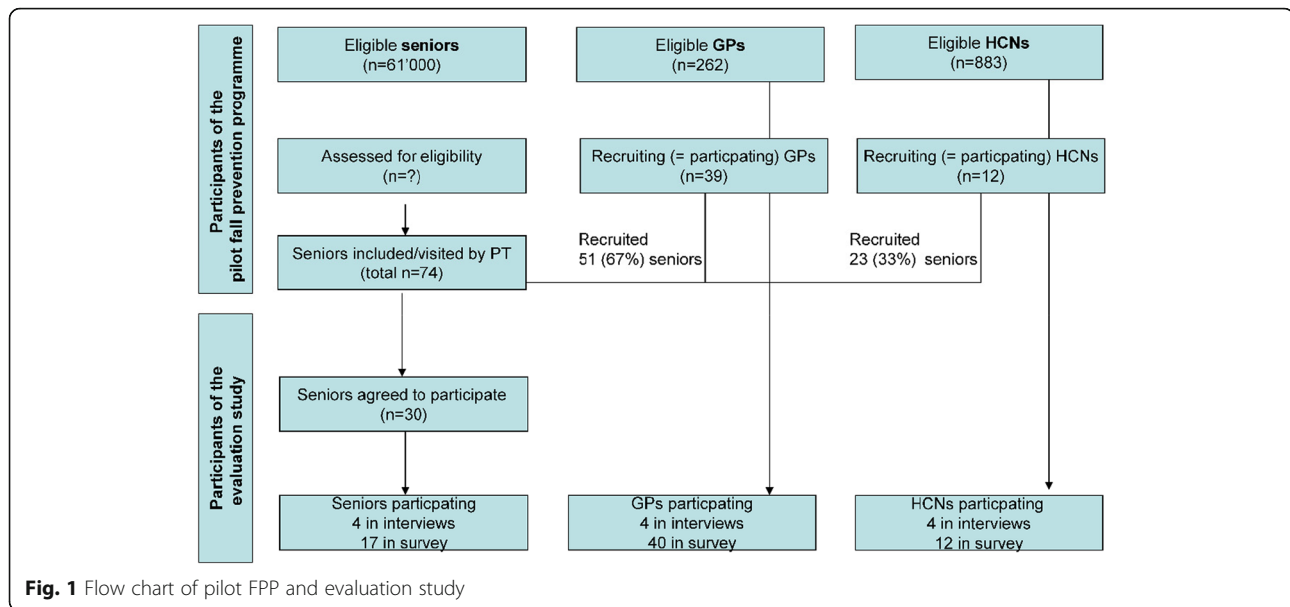 Participants of the
pilot fall prevention programme
Eligible seniors
(n=61'000)
Eligible GPs
(n=262)
Eligible HCNs
(n=883)
Assessed for eligibility
(n=?)
Recruiting (= particpating) GPs
(n=39)
Recruiting (= particpating) HCNs
(n=12)
Seniors included/visited by PT
(total n=74)
Recruited
51 (67%) seniors
Recruited
23 (33%) seniors
Participants of the
evaluation study
Seniors agreed to participate
(n=30)
Seniors particpating
4 in interviews
17 in survey
GPs particpating
4 in interviews
40 in survey
HCNs particpating
4 in interviews
12 in survey
Fig. 1 Flow chart of pilot FPP and evaluation study